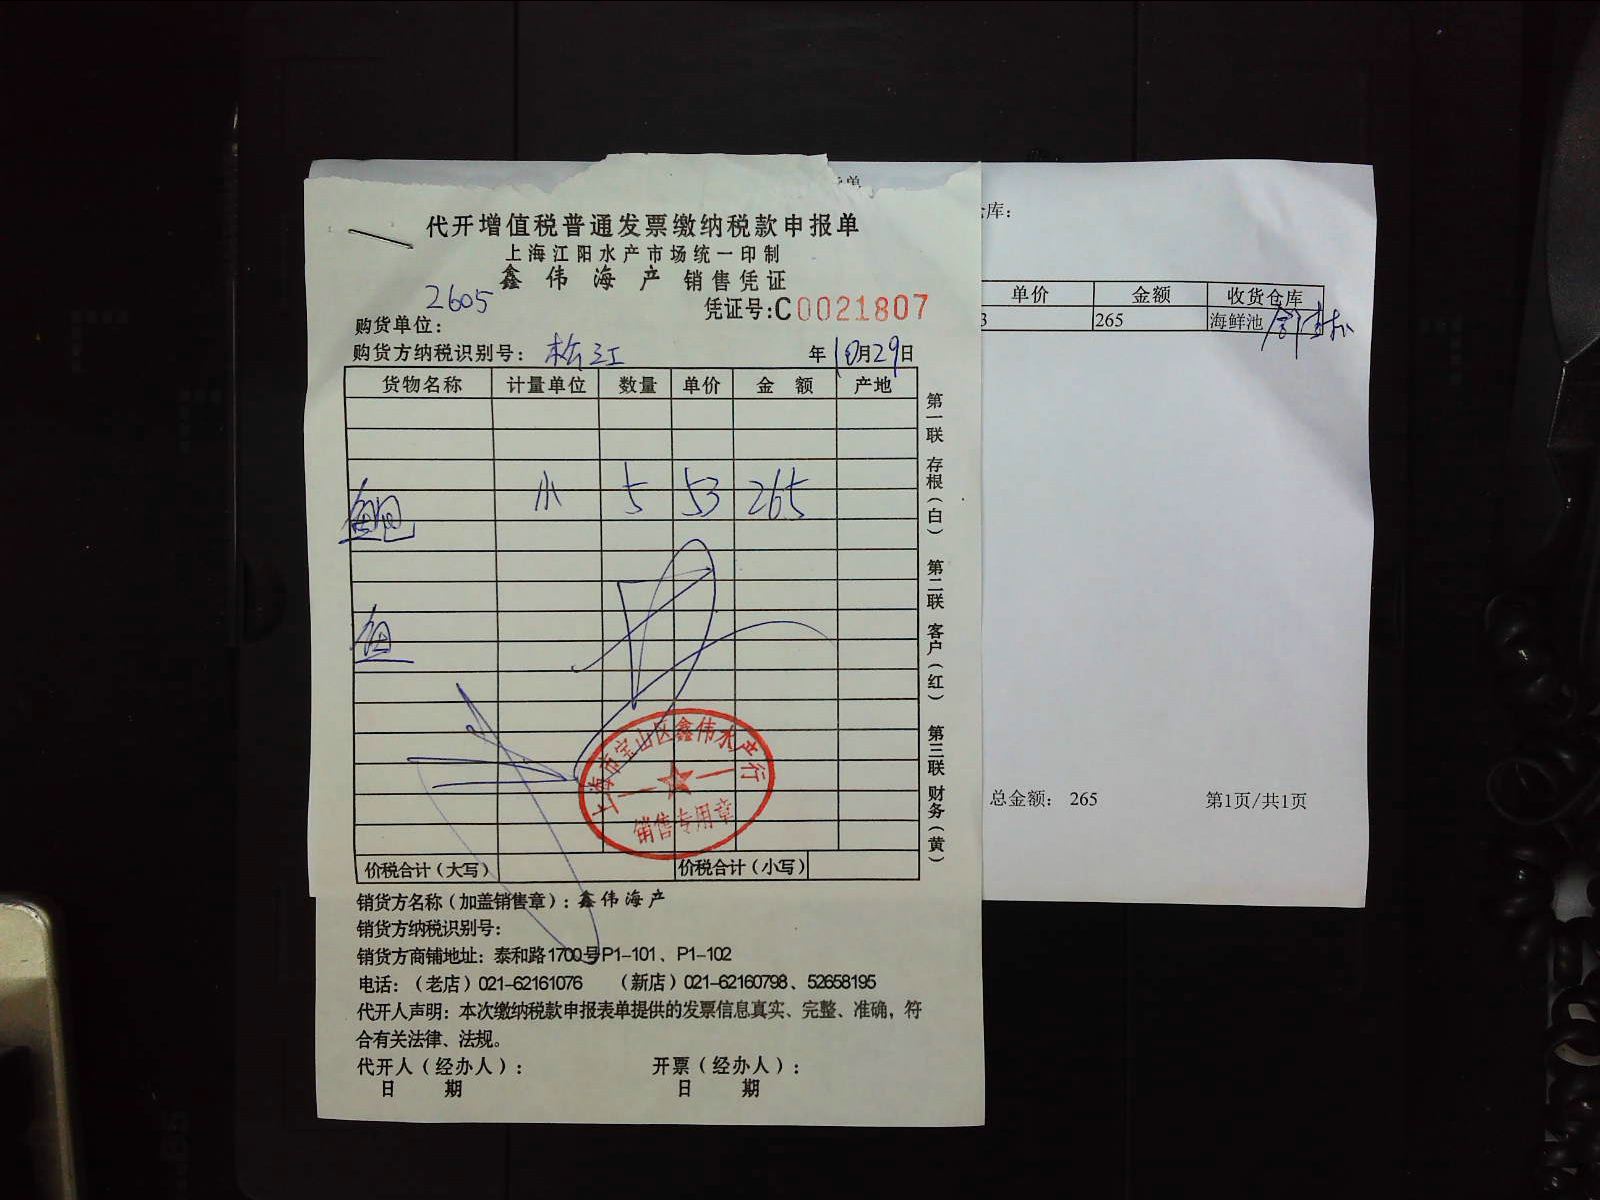 代开增值税普通发票缴纳税款申报单
上海江阳水产市场统一印制
鑫伟海产 销售凭证
2605
凭证号:C0021807
购货单位:
购货方纳税识别号: 松江 年10月29日
货物名称 计量单位 数量 单价 金额 产地
鮰 小 5 53 265
鱼
第一联 存根(白) 第二联 客户(红) 第三联 财务(黄)
上海市宝山区鑫伟水产行
销售专用章
价税合计(大写) 价税合计(小写)
销货方名称(加盖销售章): 鑫伟海产
销货方纳税识别号:
销货方商铺地址: 泰和路1700号P1-101、P1-102
电话:(老店)021-62161076 (新店)021-62160798、52658195
代开人声明: 本次缴纳税款申报表单提供的发票信息真实、完整、准确,符
合有关法律、法规。
代开人(经办人): 开票(经办人):
日 期 日 期
单
库:
单价 金额 收货仓库
3 265 海鲜池
总金额: 265 第1页/共1页